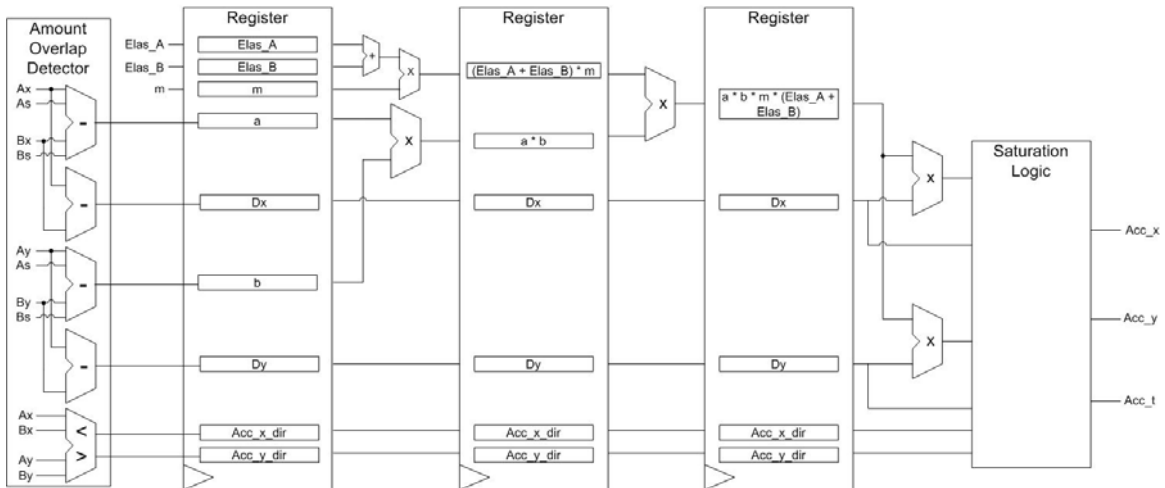 Amount
Overlap
Detector
Ax
As
Bx
Bs
-
-
Ay
As
By
Bs
-
-
Ax
Bx
Ay
By
<
>
Elas_A
Elas_B
m
Register
Elas_A
Elas_B
m
a
Dx
b
Dy
Acc_x_dir
Acc_y_dir
+
x
x
Register
(Elas_A + Elas_B) * m
a * b
Dx
Dy
Acc_x_dir
Acc_y_dir
x
Register
a * b * m * (Elas_A +
Elas_B)
Dx
Dy
Acc_x_dir
Acc_y_dir
x
x
Saturation
Logic
Acc_x
Acc_y
Acc_t